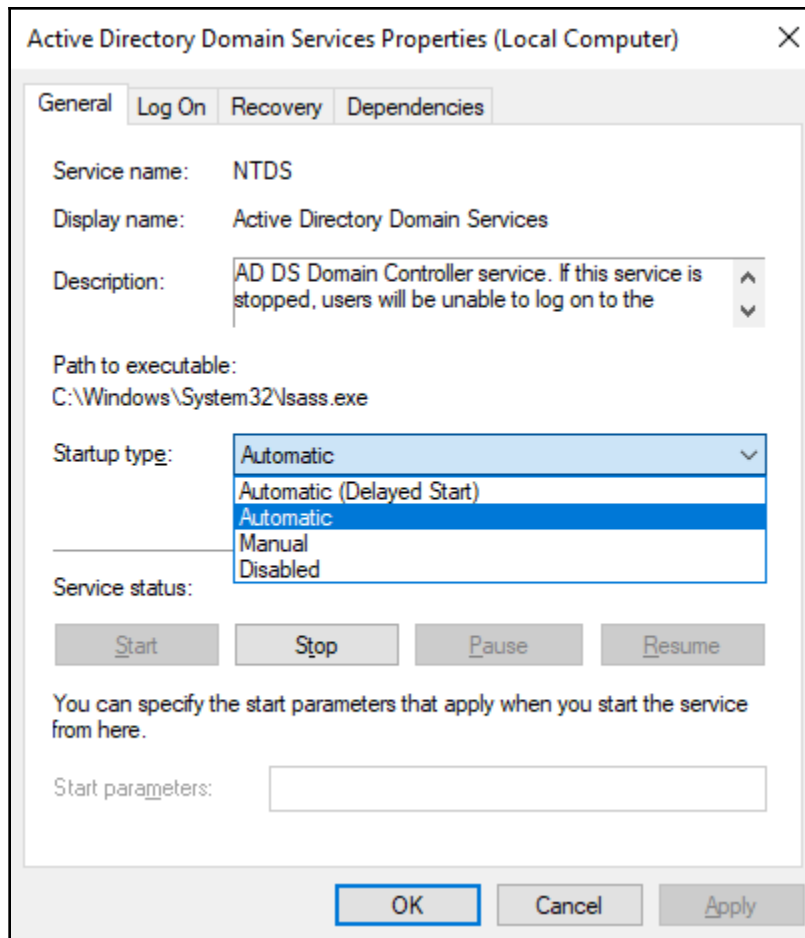 Active Directory Domain Services Properties (Local Computer)
General Log On Recovery Dependencies
Service name: NTDS
Display name: Active Directory Domain Services
Description: AD DS Domain Controller service. If this service is
stopped, users will be unable to log on to the
Path to executable:
C:\Windows\System32\lsass.exe
Startup type: Automatic
Automatic (Delayed Start)
Automatic
Manual
Disabled
Service status:
Start Stop Pause Resume
You can specify the start parameters that apply when you start the service
from here.
Start parameters:
OK Cancel Apply